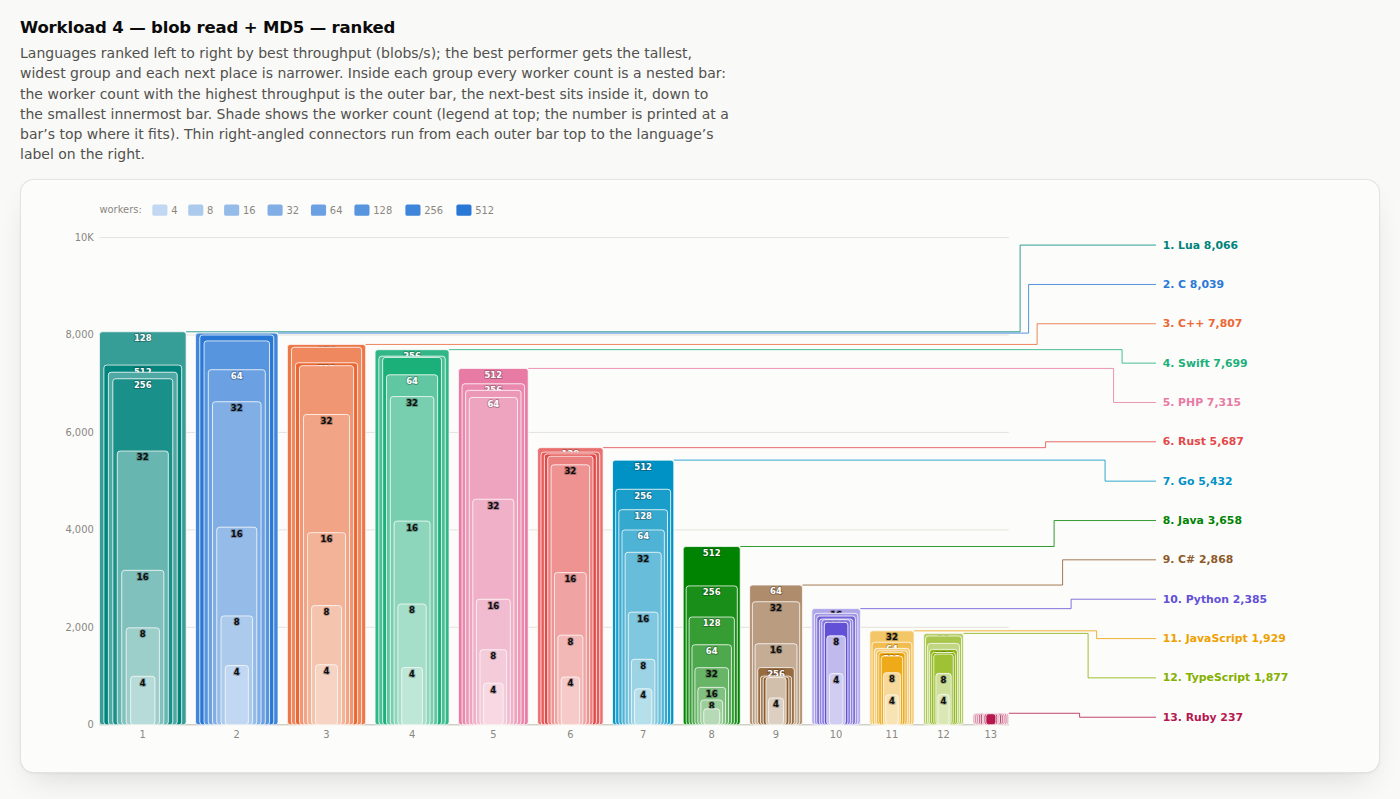 Workload 4 — blob read + MD5 — ranked
Languages ranked left to right by best throughput (blobs/s); the best performer gets the tallest,
widest group and each next place is narrower. Inside each group every worker count is a nested bar:
the worker count with the highest throughput is the outer bar, the next-best sits inside it, down to
the smallest innermost bar. Shade shows the worker count (legend at top; the number is printed at a
bar’s top where it fits). Thin right-angled connectors run from each outer bar top to the language’s
label on the right.
workers: 4 8 16 32 64 128 256 512
10K
8,000
6,000
4,000
2,000
0
128
512
256
32
16
8
4
64
32
16
8
4
32
16
8
4
256
64
32
16
8
4
512
256
64
32
16
8
4
32
16
8
4
512
256
128
64
32
16
8
4
512
256
128
64
32
16
8
64
32
16
256
4
16
8
4
32
64
8
4
8
4
1 2 3 4 5 6 7 8 9 10 11 12 13
1. Lua 8,066
2. C 8,039
3. C++ 7,807
4. Swift 7,699
5. PHP 7,315
6. Rust 5,687
7. Go 5,432
8. Java 3,658
9. C# 2,868
10. Python 2,385
11. JavaScript 1,929
12. TypeScript 1,877
13. Ruby 237